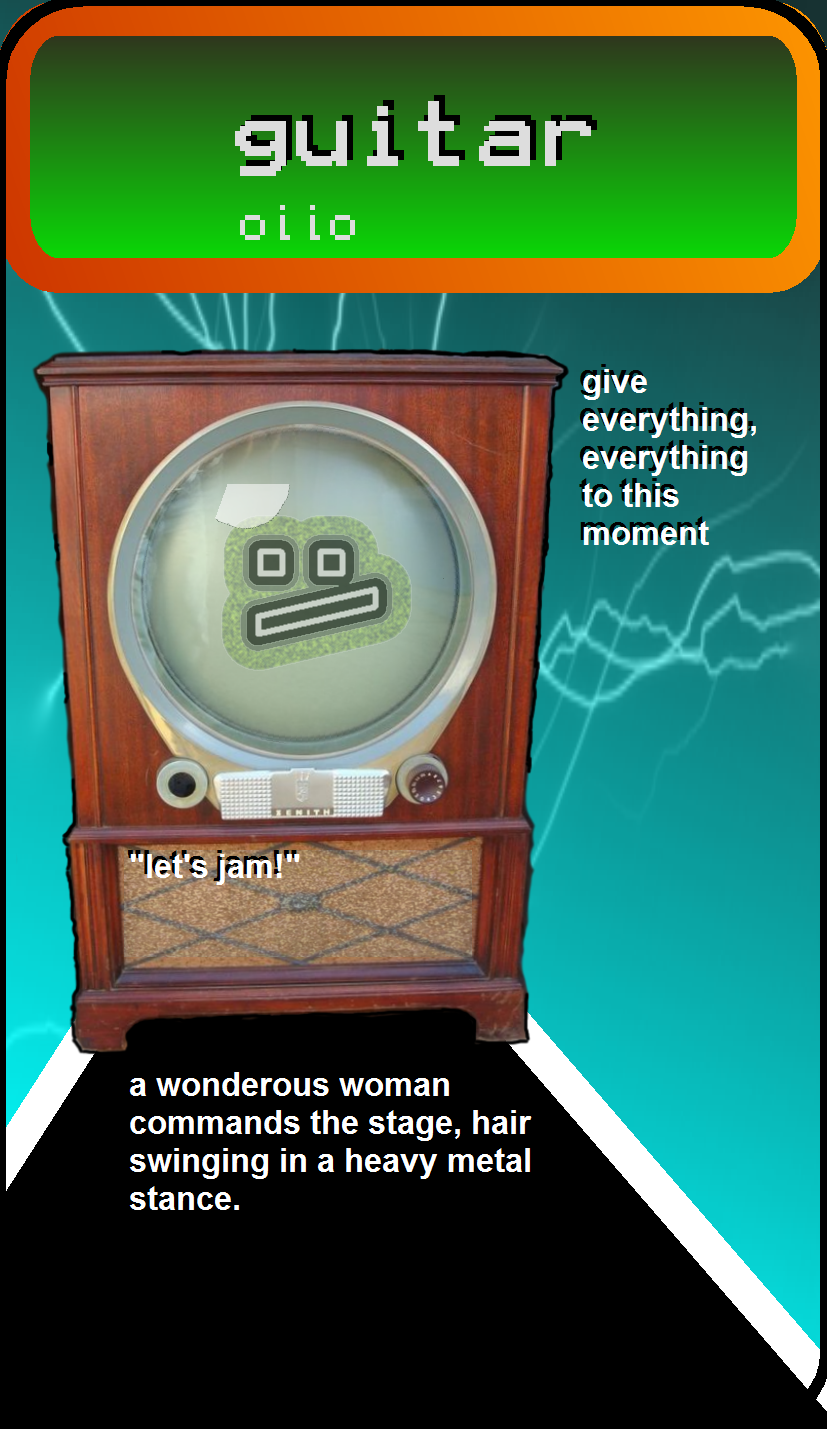 guitar
oiio
give
everything,
everything
to this
moment
ZENITH
"let's jam!"
a wonderous woman
commands the stage, hair
swinging in a heavy metal
stance.